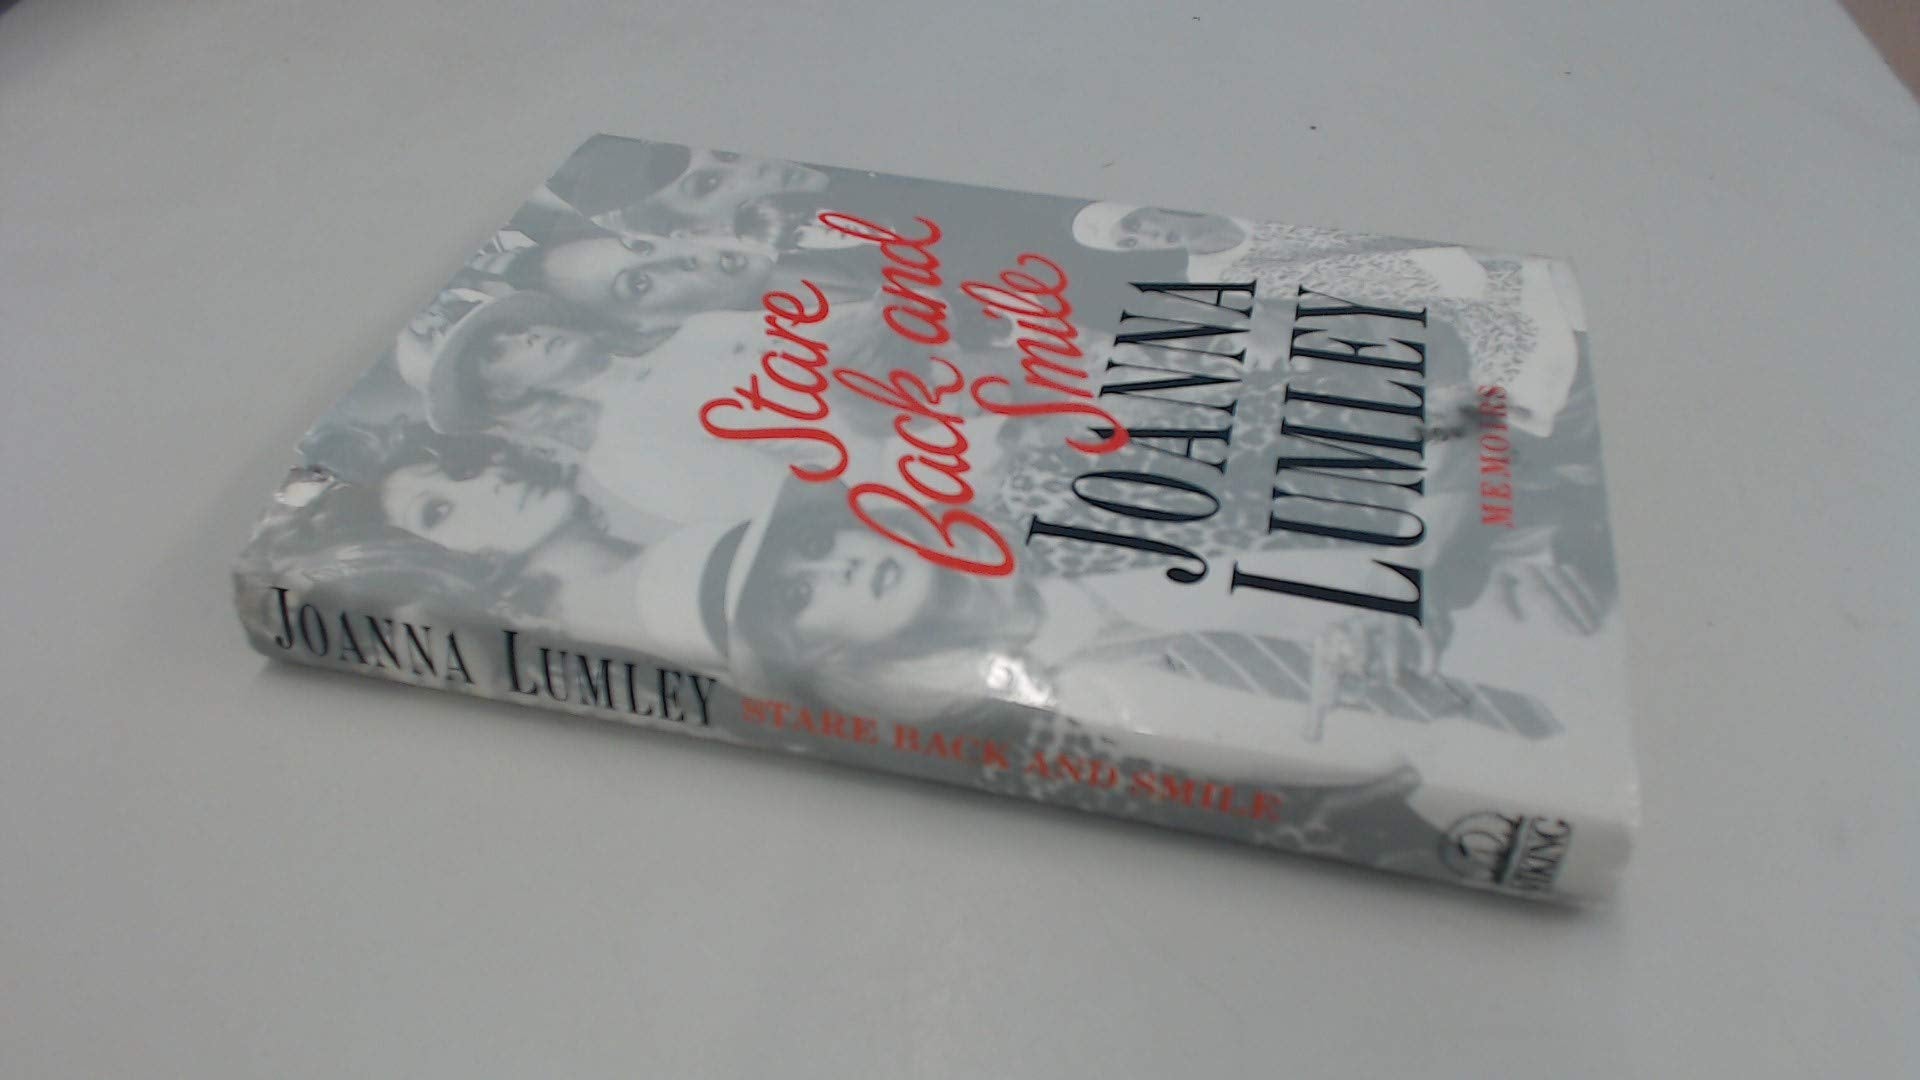 Stare
Back and
Smile
JOANNA
LUMLEY
MEMOIRS
JOANNA LUMLEY STARE BACK AND SMILE
VIKING